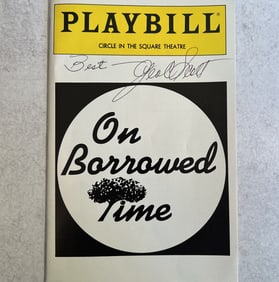 PLAYBILL
CIRCLE IN THE SQUARE THEATRE
Best
On
Borrowed
Time